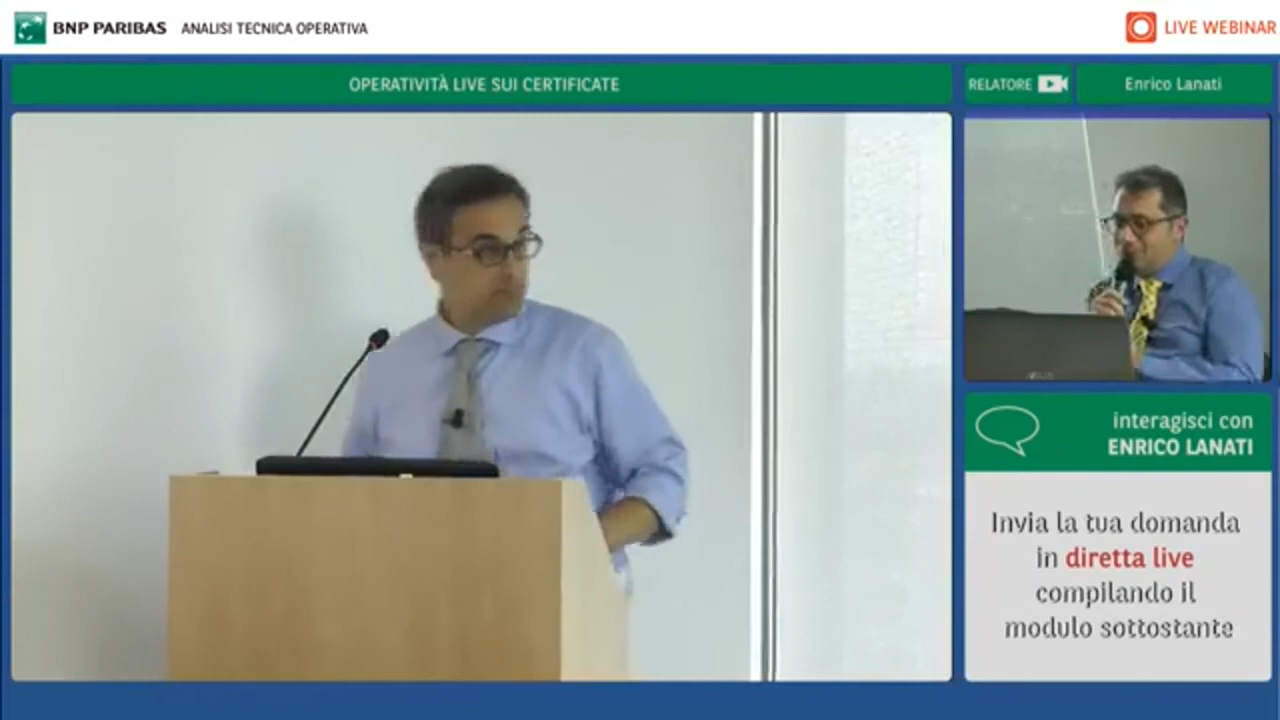 BNP PARIBAS ANALISI TECNICA OPERATIVA
LIVE WEBINAR
OPERATIVITÀ LIVE SUI CERTIFICATE
RELATORE
Enrico Lanati
interagisci con
ENRICO LANATI
Invia la tua domanda
in diretta live
compilando il
modulo sottostante